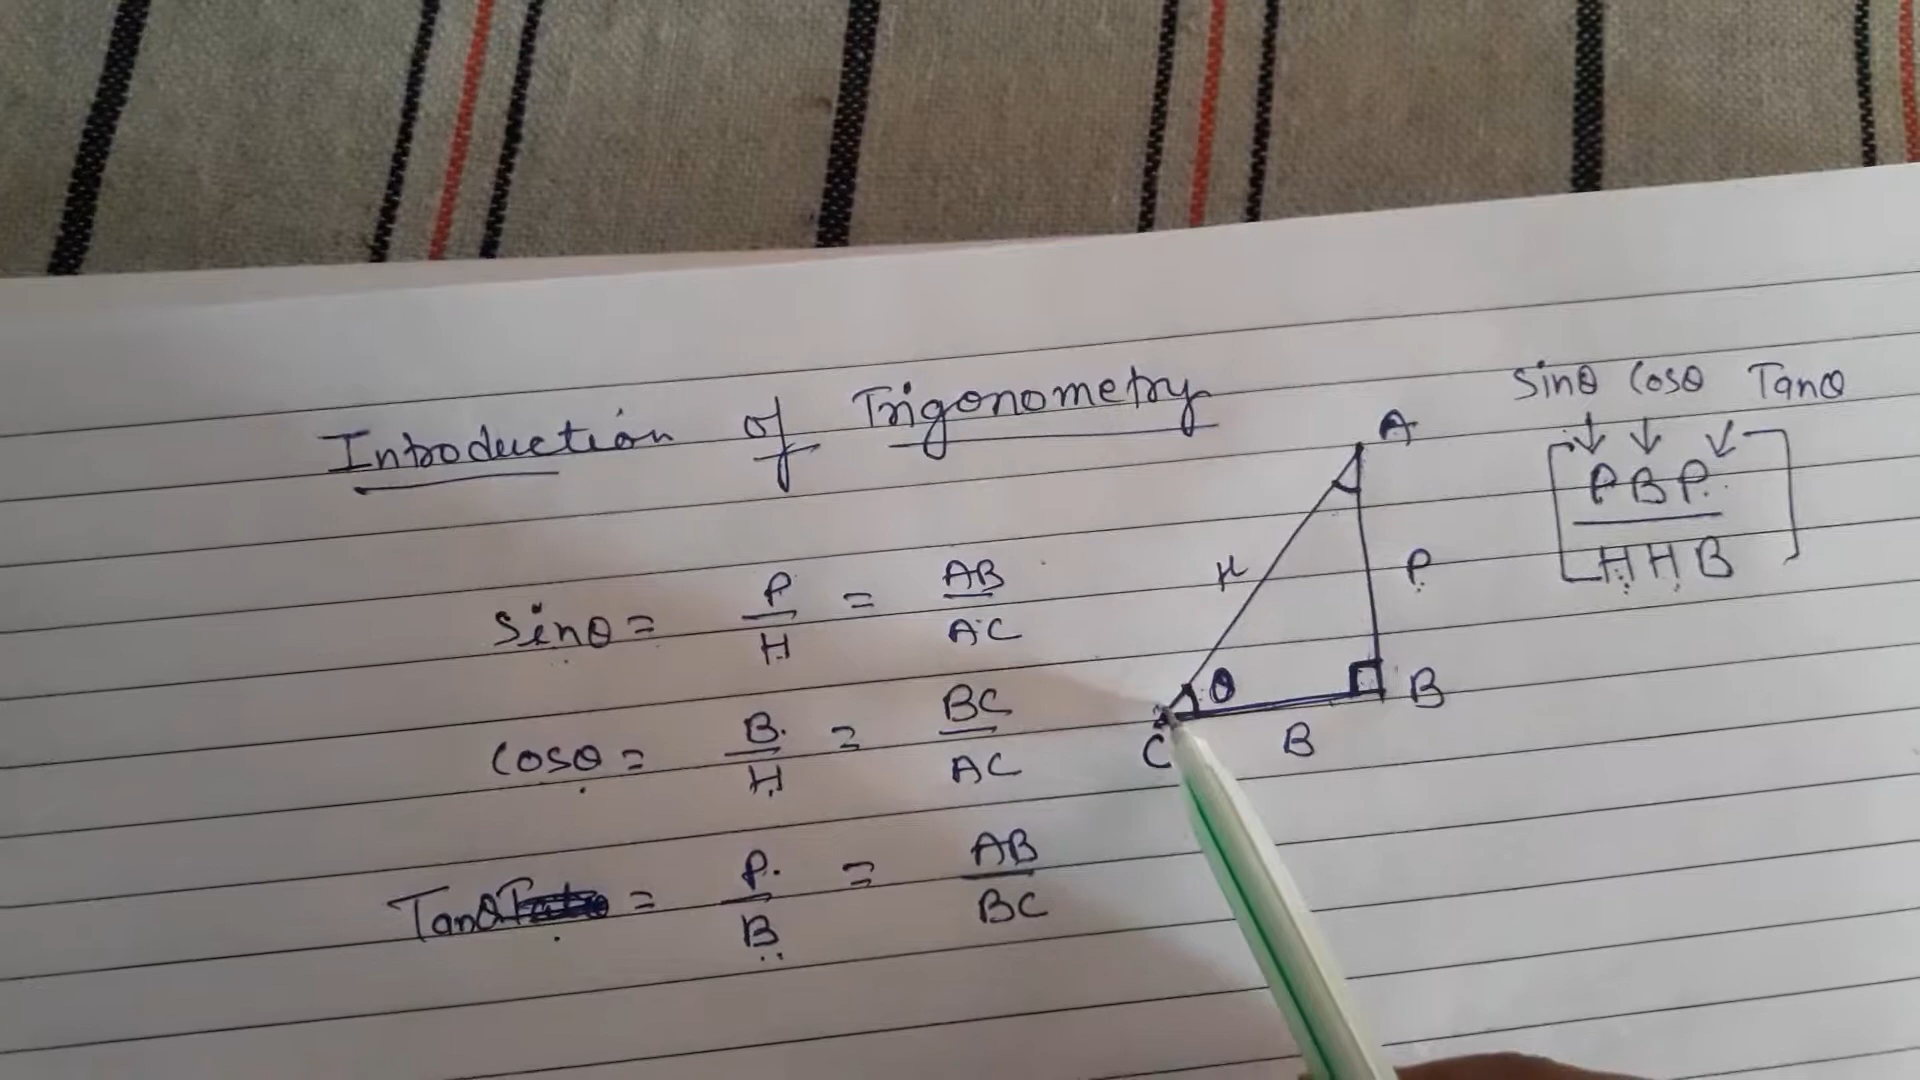 Introduction of Trigonometry
Sinθ = P/H = AB/AC
Cosθ = B/H = BC/AC
Tanθ = P/B = AB/BC
A
H
P
θ
B
C
B
Sinθ Cosθ Tanθ
P B P
H H B